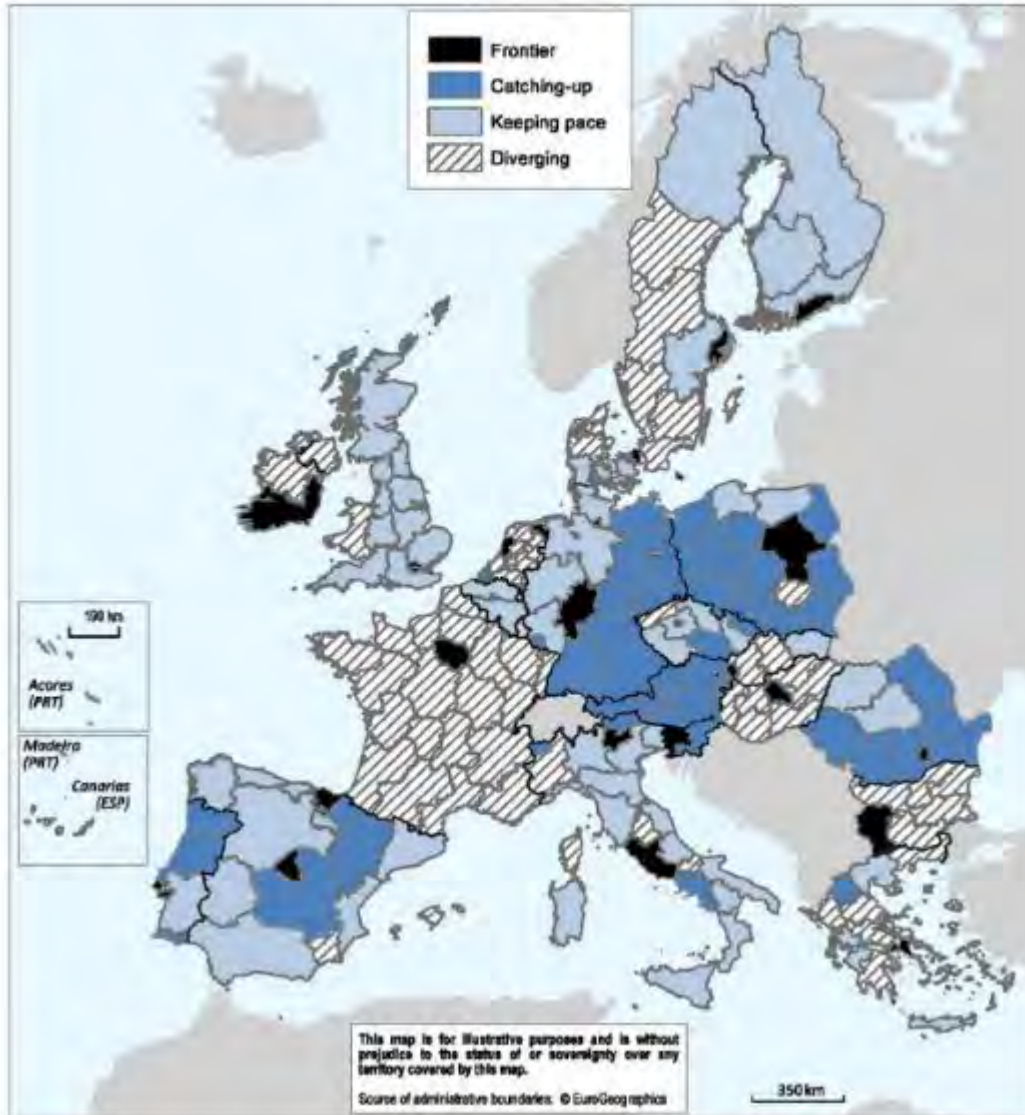 Frontier
Catching-up
Keeping pace
Diverging
190 km
Acores
(PRT)
Madeira
(PRT)
Canarias
(ESP)
This map is for illustrative purposes and is without
prejudice to the status of or sovereignty over any
territory covered by this map.
Source of administrative boundaries: © EuroGeographics
350 km